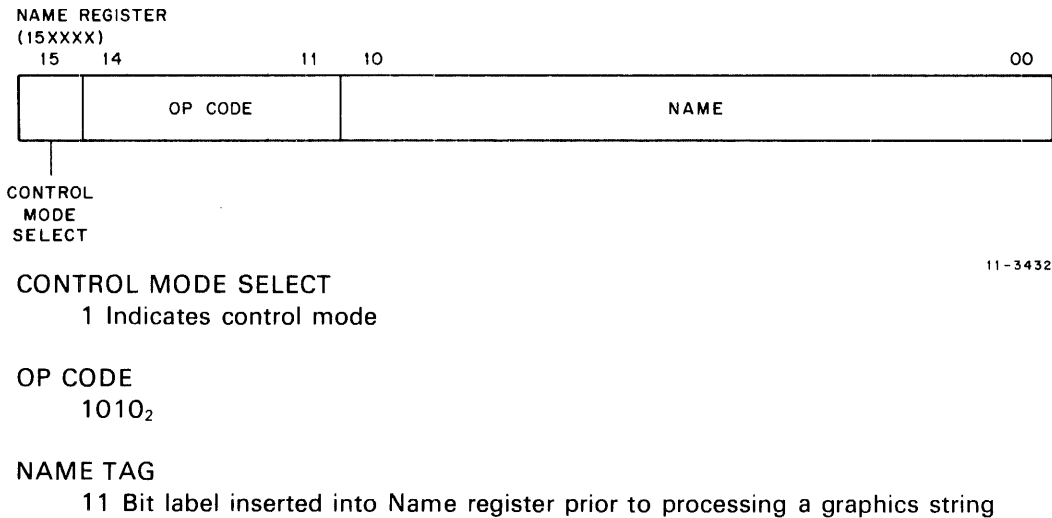 NAME REGISTER
(15XXXX)
15 14 11 10 00
OP CODE NAME
CONTROL
MODE
SELECT
11-3432
CONTROL MODE SELECT
1 Indicates control mode
OP CODE
1010₂
NAME TAG
11 Bit label inserted into Name register prior to processing a graphics string